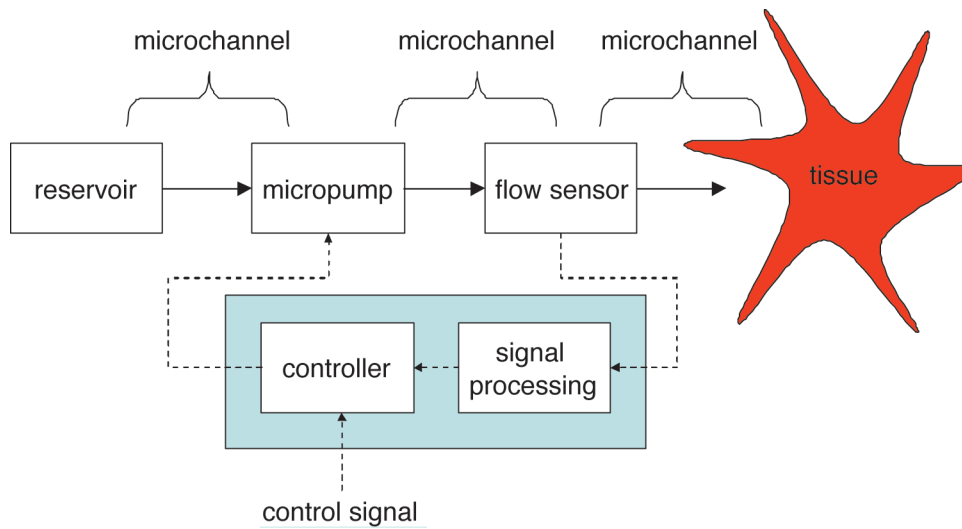 microchannel
microchannel
microchannel
reservoir
micropump
flow sensor
tissue
controller
signal
processing
control signal